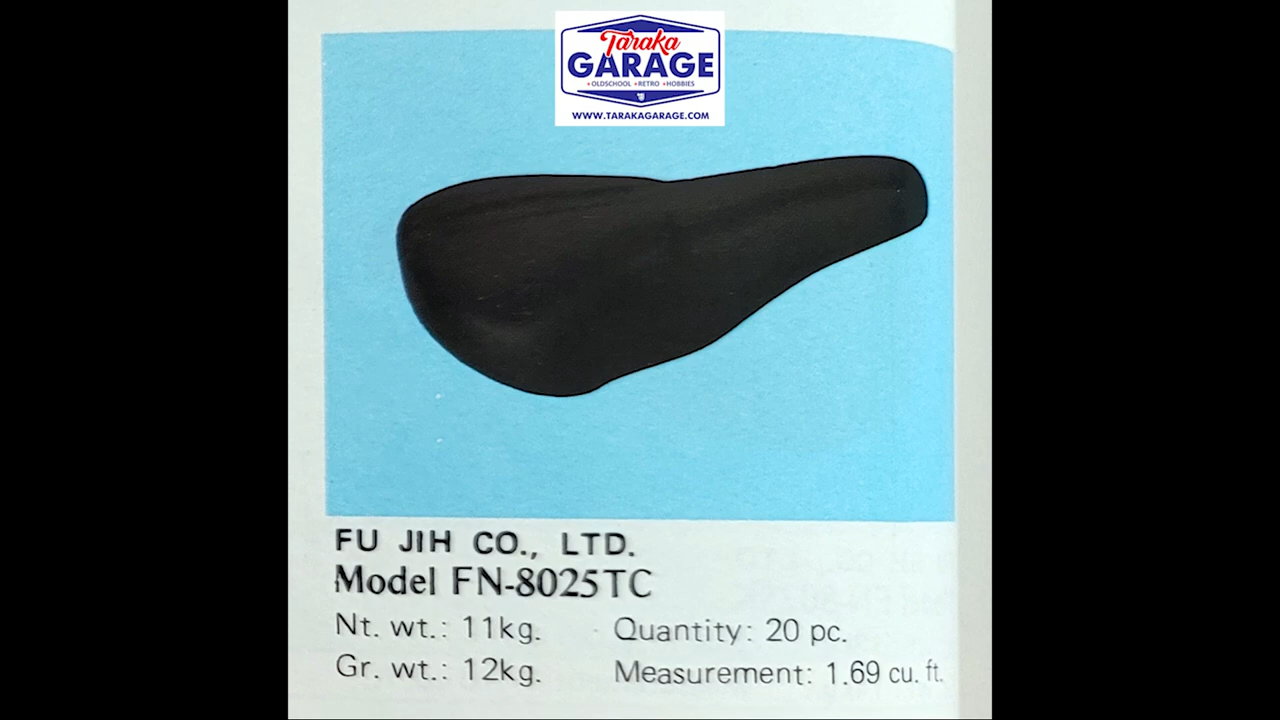 Taraka
GARAGE
+OLDSCHOOL +RETRO +HOBBIES
WWW.TARAKAGARAGE.COM
FU JIH CO., LTD.
Model FN-8025TC
Nt. wt.: 11kg. Quantity: 20 pc.
Gr. wt.: 12kg. Measurement: 1.69 cu. ft.